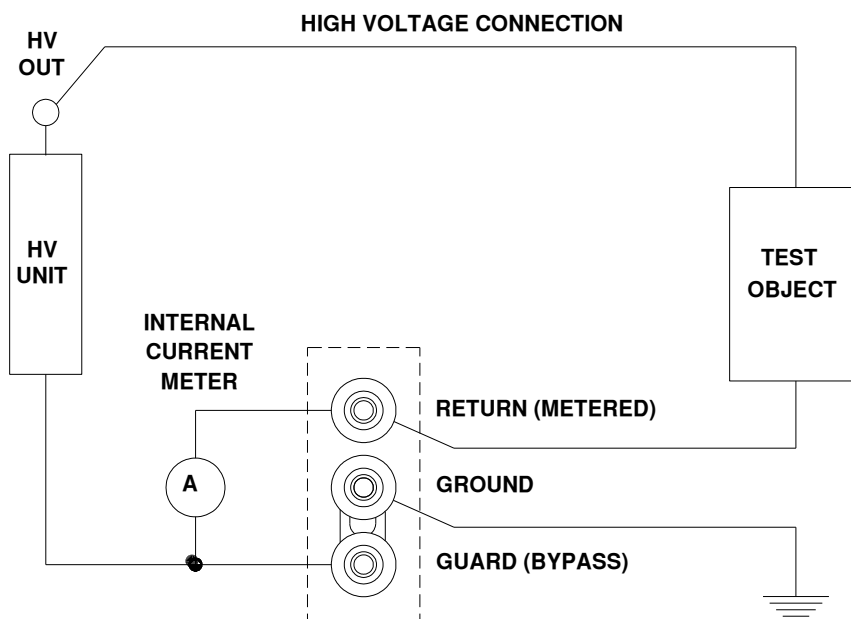 HIGH VOLTAGE CONNECTION
HV
OUT
HV
UNIT
TEST
OBJECT
INTERNAL
CURRENT
METER
RETURN (METERED)
A
GROUND
GUARD (BYPASS)